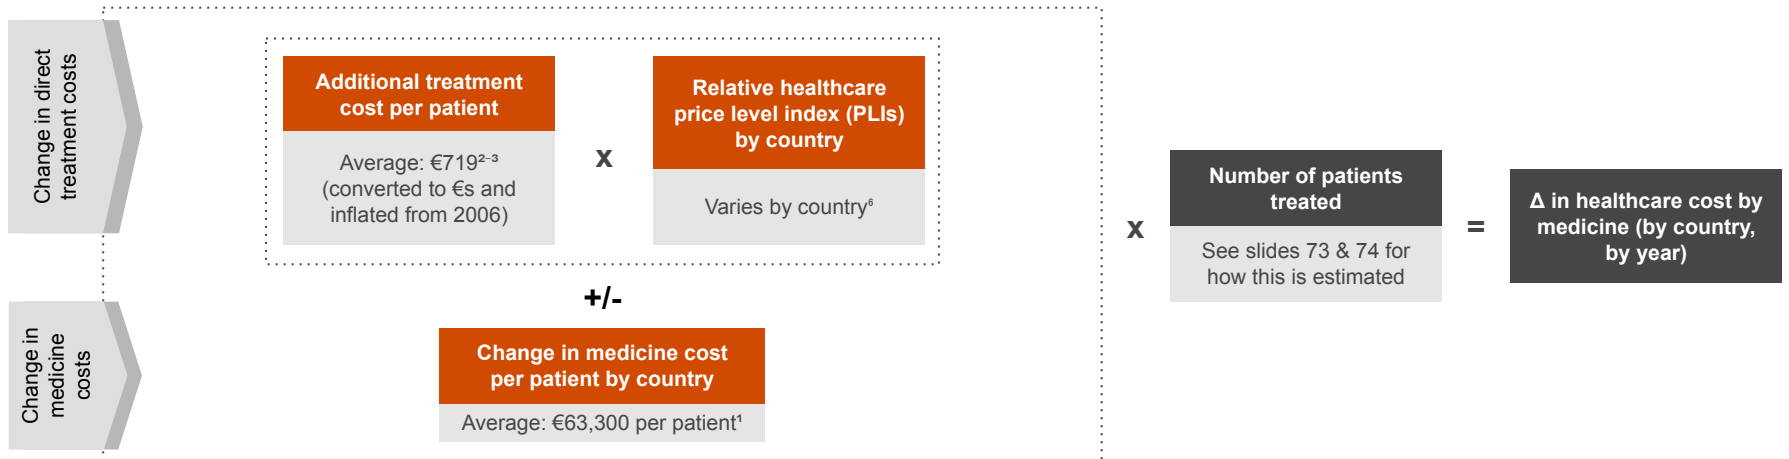 Change in direct
treatment costs
Additional treatment
cost per patient
Average: €719²⁻³
(converted to €s and
inflated from 2006)
x
Relative healthcare
price level index (PLIs)
by country
Varies by country⁶
+/-
Change in
medicine
costs
Change in medicine cost
per patient by country
Average: €63,300 per patient¹
x
Number of patients
treated
See slides 73 & 74 for
how this is estimated
=
Δ in healthcare cost by
medicine (by country,
by year)